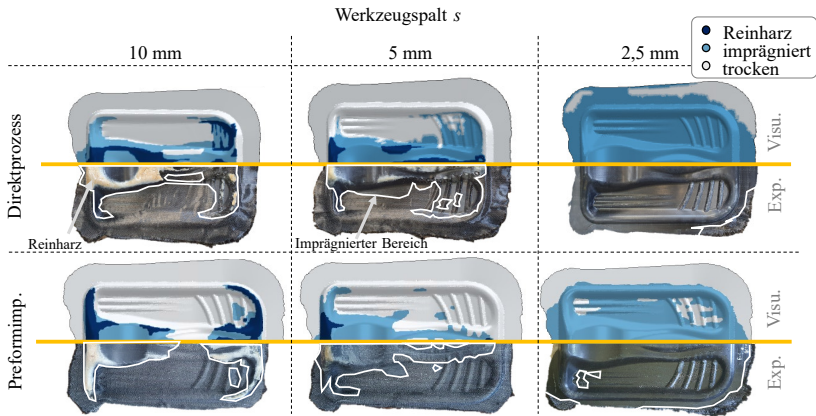 Werkzeugspalt s
Reinharz
imprägniert
trocken
10 mm
5 mm
2,5 mm
Direktprozess
Visu.
Exp.
Reinharz
Imprägnierter Bereich
Preformimp.
Visu.
Exp.